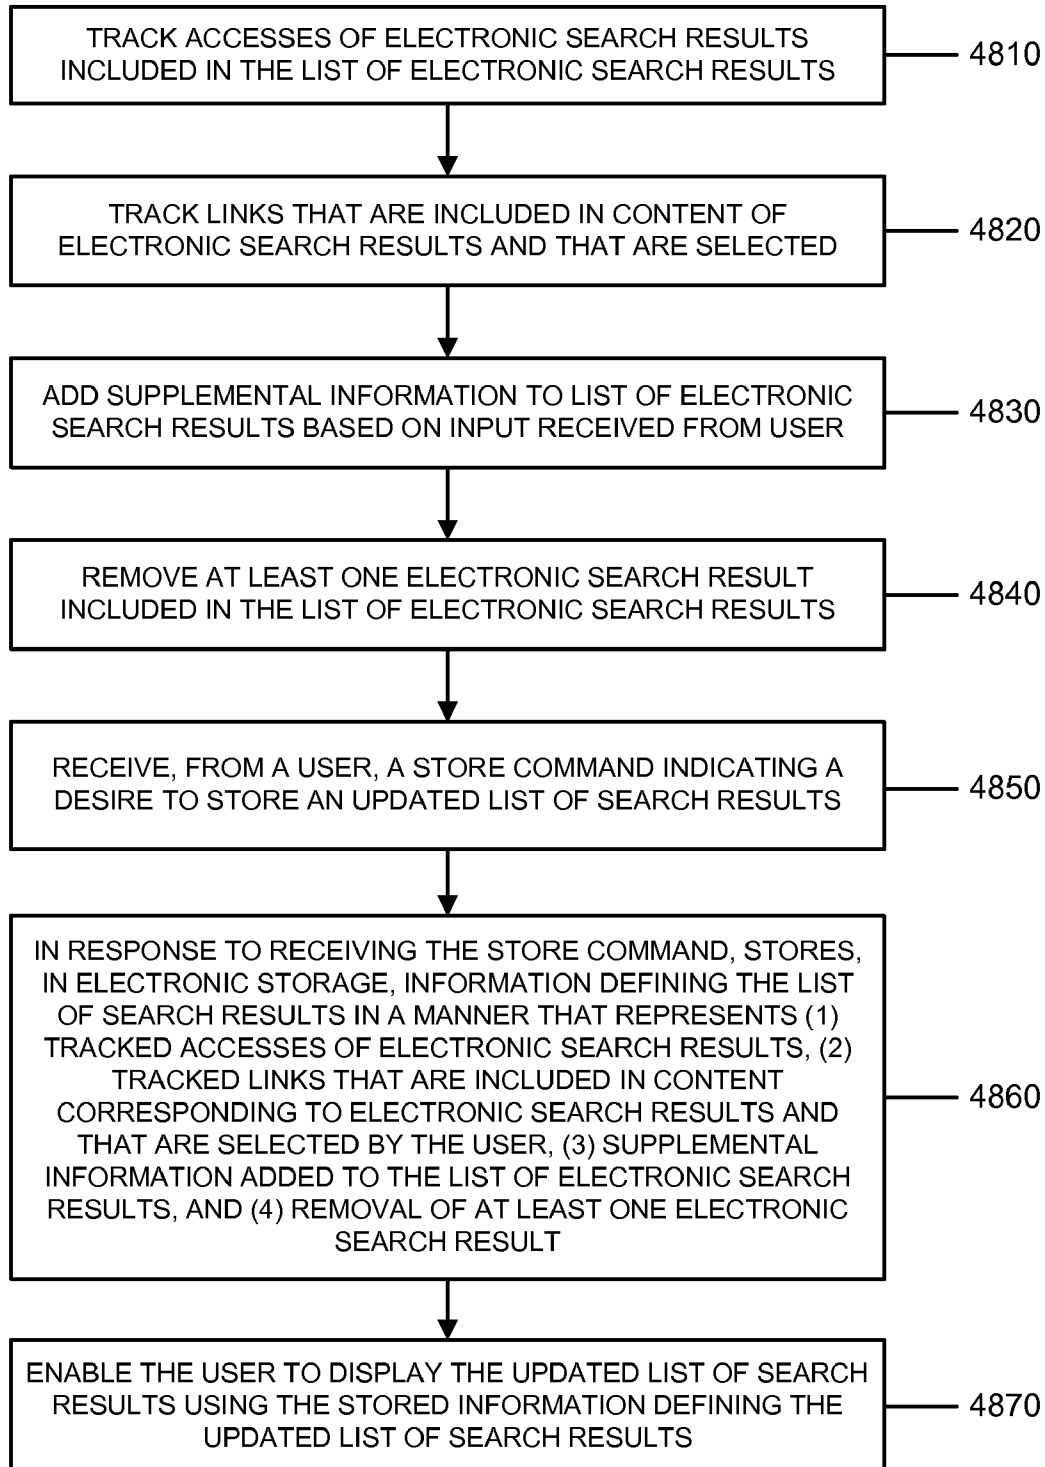 TRACK ACCESSES OF ELECTRONIC SEARCH RESULTS
INCLUDED IN THE LIST OF ELECTRONIC SEARCH RESULTS
4810
TRACK LINKS THAT ARE INCLUDED IN CONTENT OF
ELECTRONIC SEARCH RESULTS AND THAT ARE SELECTED
4820
ADD SUPPLEMENTAL INFORMATION TO LIST OF ELECTRONIC
SEARCH RESULTS BASED ON INPUT RECEIVED FROM USER
4830
REMOVE AT LEAST ONE ELECTRONIC SEARCH RESULT
INCLUDED IN THE LIST OF ELECTRONIC SEARCH RESULTS
4840
RECEIVE, FROM A USER, A STORE COMMAND INDICATING A
DESIRE TO STORE AN UPDATED LIST OF SEARCH RESULTS
4850
IN RESPONSE TO RECEIVING THE STORE COMMAND, STORES,
IN ELECTRONIC STORAGE, INFORMATION DEFINING THE LIST
OF SEARCH RESULTS IN A MANNER THAT REPRESENTS (1)
TRACKED ACCESSES OF ELECTRONIC SEARCH RESULTS, (2)
TRACKED LINKS THAT ARE INCLUDED IN CONTENT
CORRESPONDING TO ELECTRONIC SEARCH RESULTS AND
THAT ARE SELECTED BY THE USER, (3) SUPPLEMENTAL
INFORMATION ADDED TO THE LIST OF ELECTRONIC SEARCH
RESULTS, AND (4) REMOVAL OF AT LEAST ONE ELECTRONIC
SEARCH RESULT
4860
ENABLE THE USER TO DISPLAY THE UPDATED LIST OF SEARCH
RESULTS USING THE STORED INFORMATION DEFINING THE
UPDATED LIST OF SEARCH RESULTS
4870